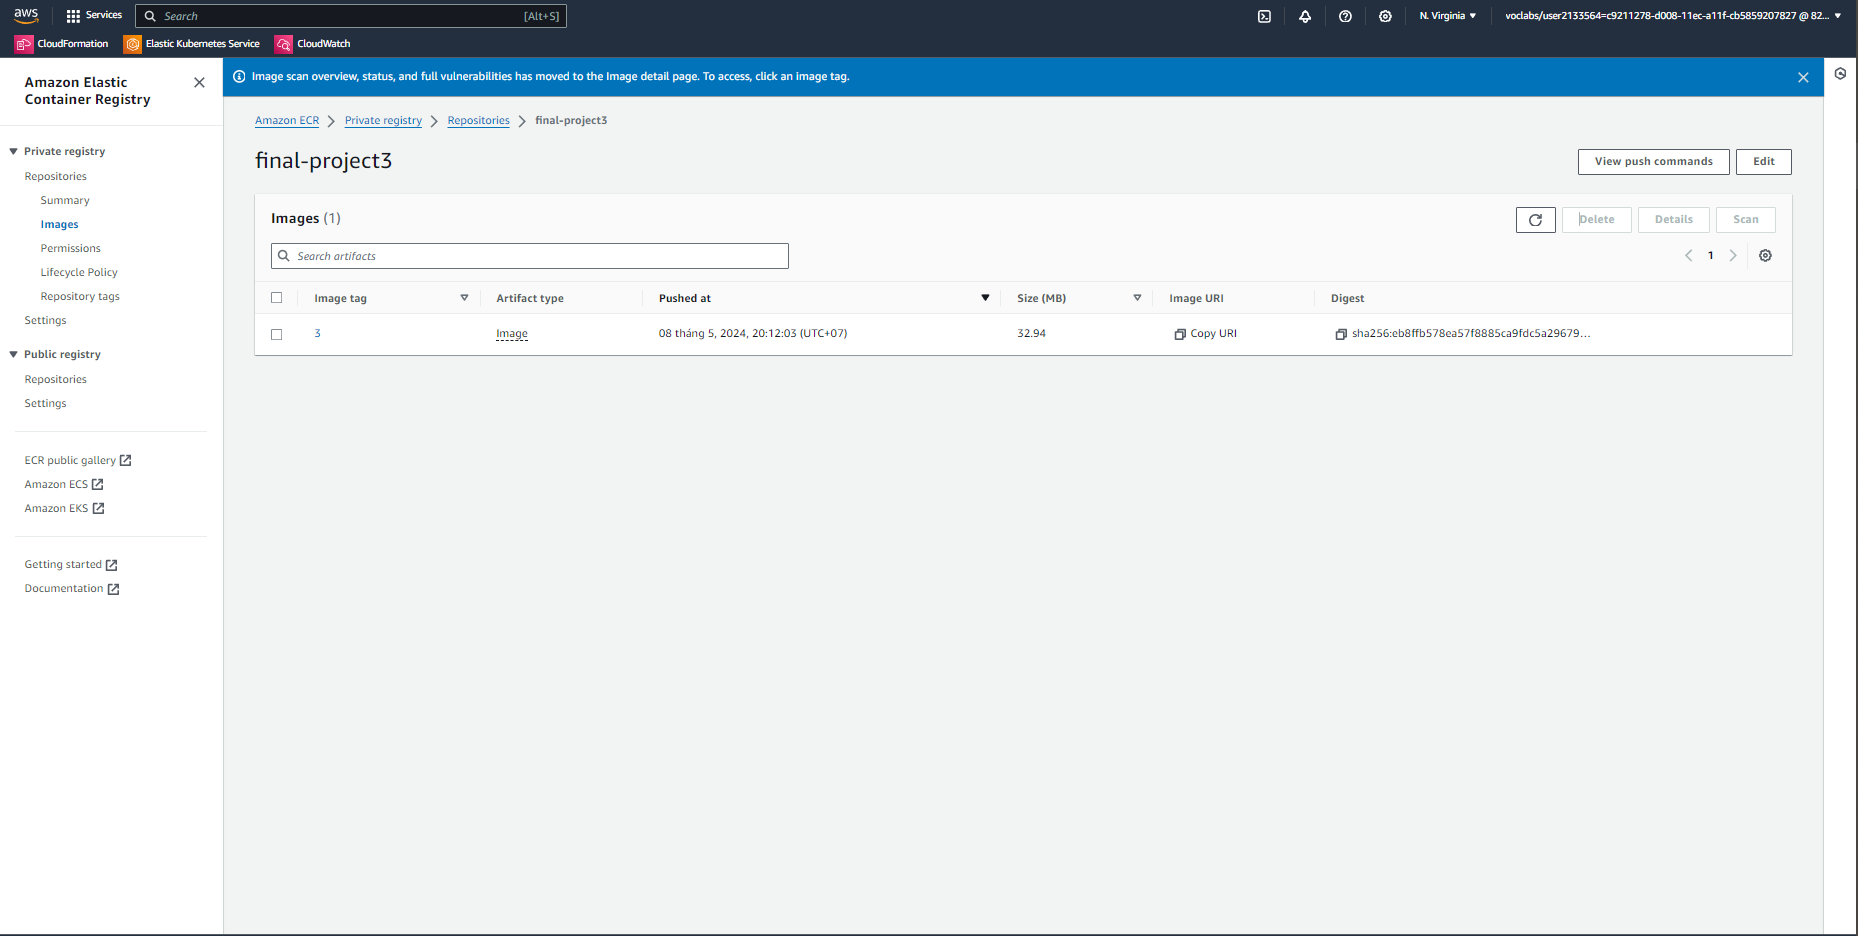 aws
Services
Search
[Alt+S]
N. Virginia
voclabs/user2133564=c9211278-d008-11ec-a11f-cb5859207827 @ 82...
CloudFormation
Elastic Kubernetes Service
CloudWatch
Amazon Elastic
Container Registry
Private registry
Repositories
Summary
Images
Permissions
Lifecycle Policy
Repository tags
Settings
Public registry
Repositories
Settings
ECR public gallery
Amazon ECS
Amazon EKS
Getting started
Documentation
Image scan overview, status, and full vulnerabilities has moved to the Image detail page. To access, click an image tag.
Amazon ECR
Private registry
Repositories
final-project3
final-project3
View push commands
Edit
Images (1)
Delete
Details
Scan
Search artifacts
1
Image tag
Artifact type
Pushed at
Size (MB)
Image URI
Digest
3
Image
08 tháng 5, 2024, 20:12:03 (UTC+07)
32.94
Copy URI
sha256:eb8ffb578ea57f8885ca9fdc5a29679...